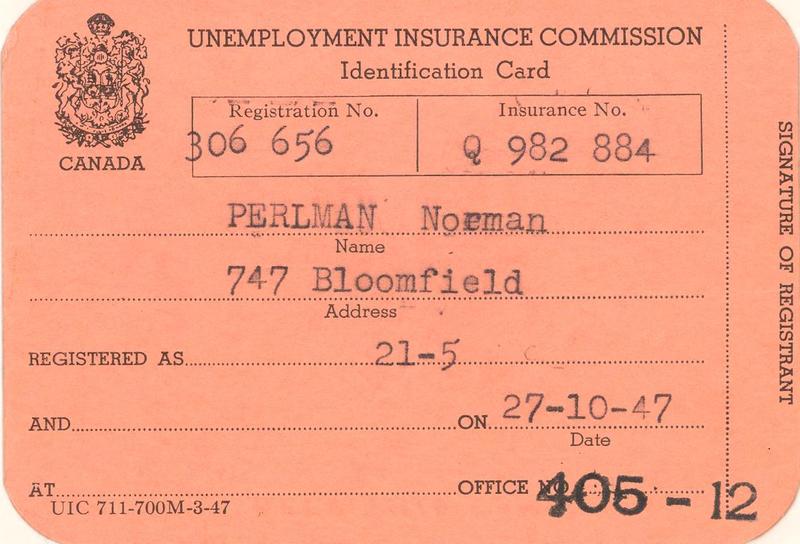 UNEMPLOYMENT INSURANCE COMMISSION
Identification Card
CANADA
Registration No. Insurance No.
306 656 Q 982 884
PERLMAN Norman
Name
747 Bloomfield
Address
REGISTERED AS 21-5
AND ON 27-10-47
Date
AT OFFICE NO. 405-12
UIC 711-700M-3-47
SIGNATURE OF REGISTRANT